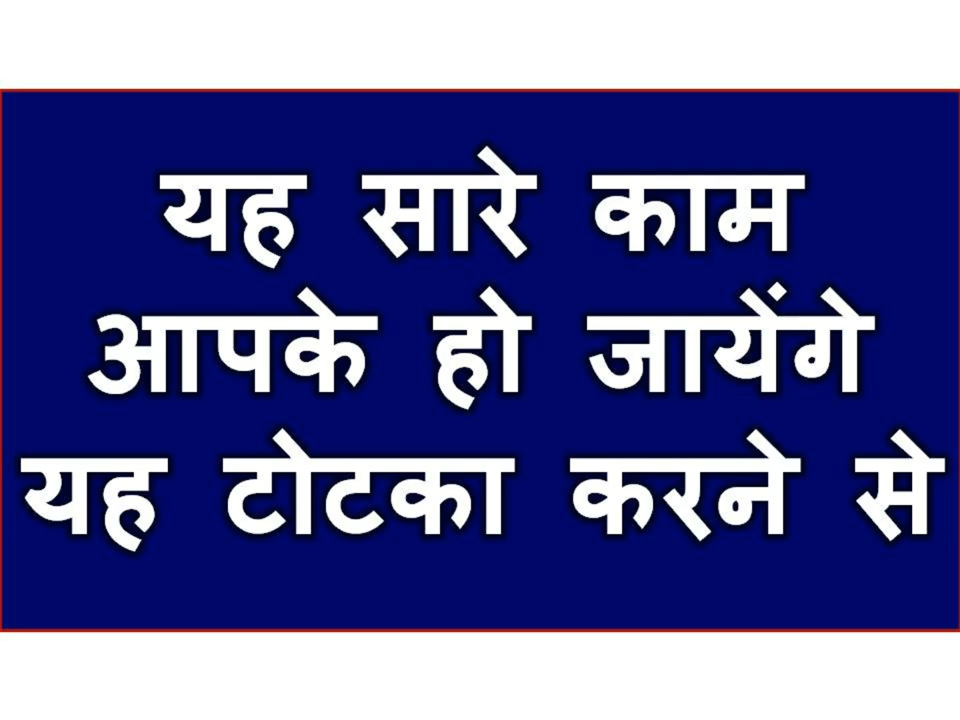 यह सारे काम
आपके हो जायेंगे
यह टोटका करने से